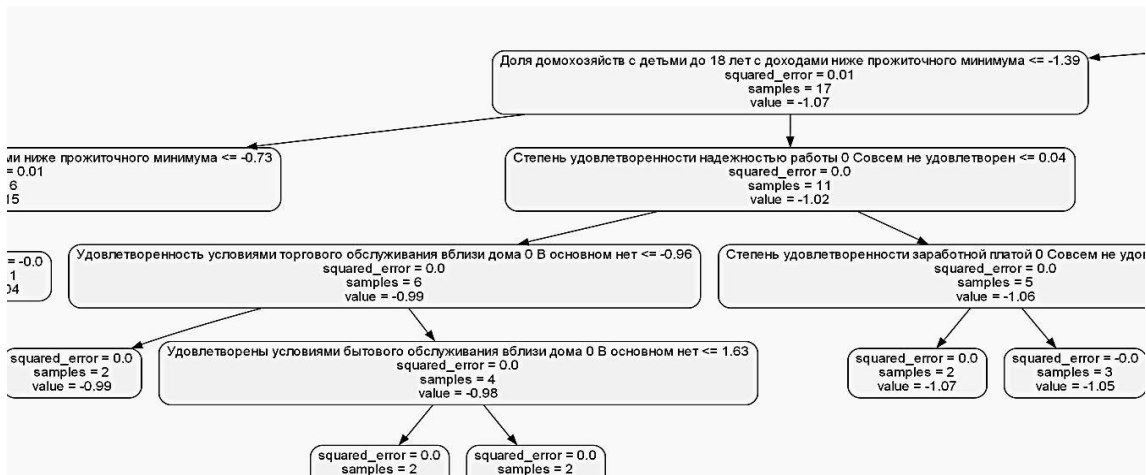 Доля домохозяйств с детьми до 18 лет с доходами ниже прожиточного минимума <= -1.39
squared_error = 0.01
samples = 17
value = -1.07
ми ниже прожиточного минимума <= -0.73
= 0.01
6
15
Степень удовлетворенности надежностью работы 0 Совсем не удовлетворен <= 0.04
squared_error = 0.0
samples = 11
value = -1.02
= -0.0
1
04
Удовлетворенность условиями торгового обслуживания вблизи дома 0 В основном нет <= -0.96
squared_error = 0.0
samples = 6
value = -0.99
Степень удовлетворенности заработной платой 0 Совсем не удов
squared_error = 0.0
samples = 5
value = -1.06
squared_error = 0.0
samples = 2
value = -0.99
Удовлетворены условиями бытового обслуживания вблизи дома 0 В основном нет <= 1.63
squared_error = 0.0
samples = 4
value = -0.98
squared_error = 0.0
samples = 2
value = -1.07
squared_error = -0.0
samples = 3
value = -1.05
squared_error = 0.0
samples = 2
squared_error = 0.0
samples = 2